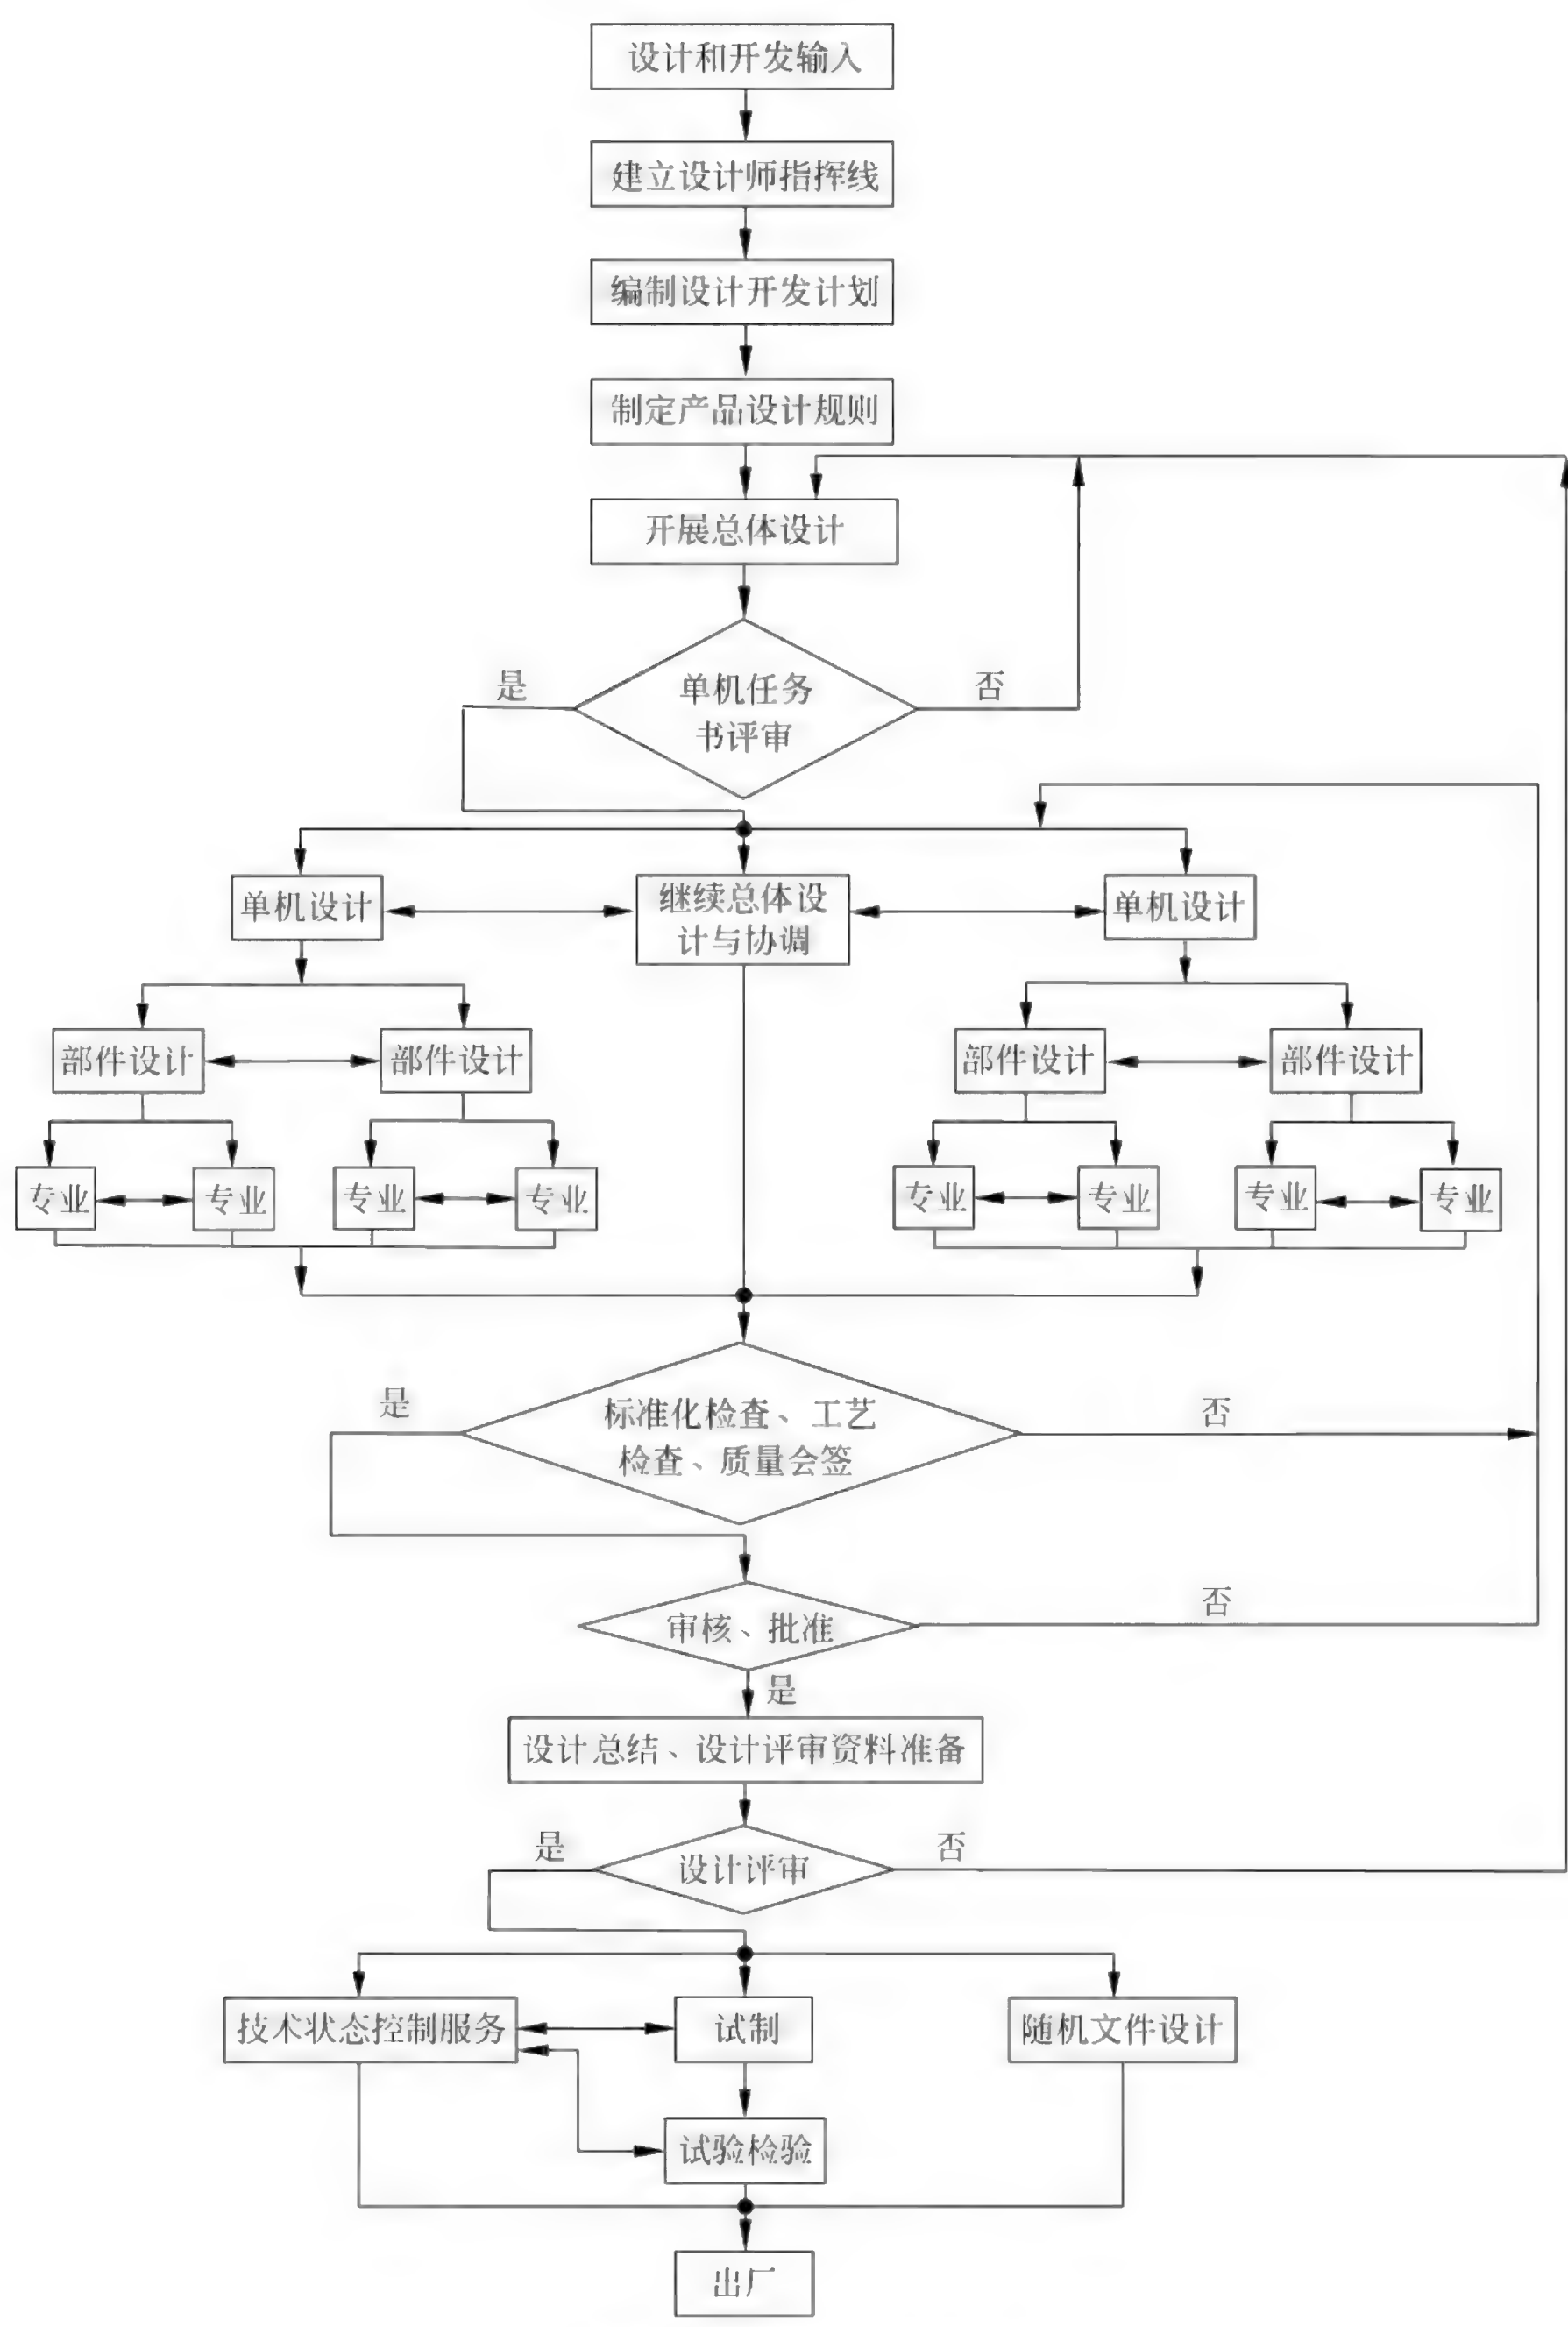 设计和开发输入
建立设计师指挥线
编制设计开发计划
制定产品设计规则
开展总体设计
是
单机任务
书评审
否
单机设计
继续总体设
计与协调
单机设计
部件设计
部件设计
部件设计
部件设计
专业
专业
专业
专业
专业
专业
专业
专业
是
标准化检查、工艺
检查、质量会签
否
审核、批准
否
是
设计总结、设计评审资料准备
是
设计评审
否
技术状态控制服务
试制
随机文件设计
试验检验
出厂